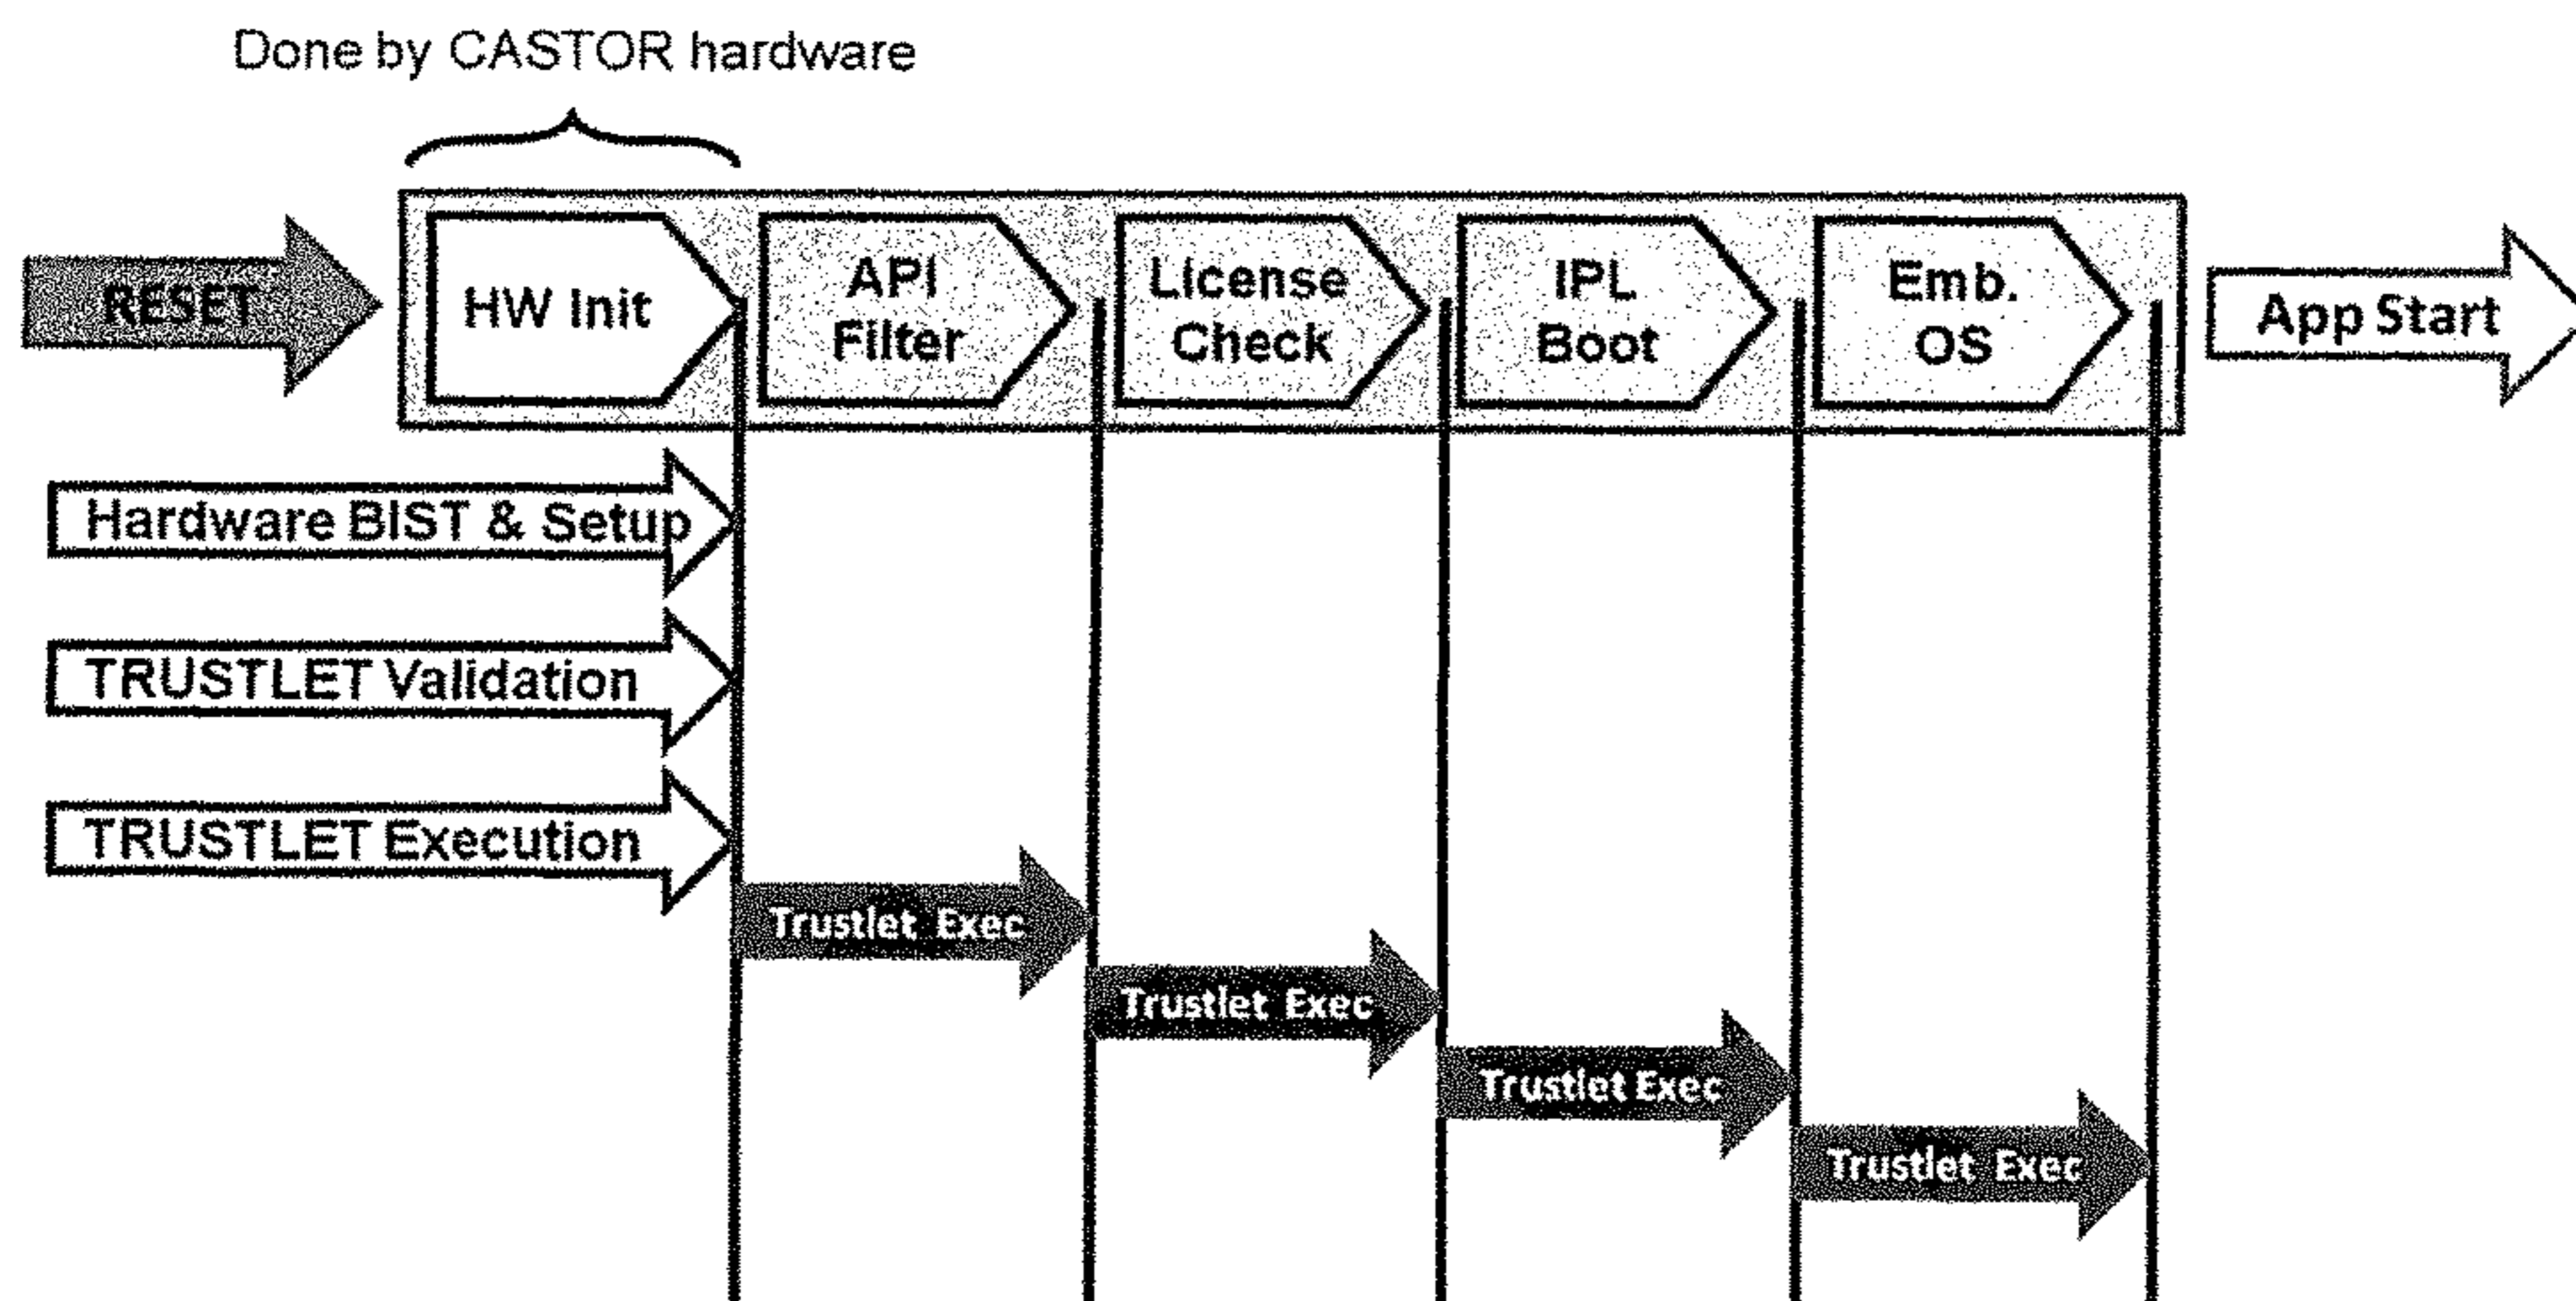 Done by CASTOR hardware
RESET
HW Init
API
Filter
License
Check
IPL
Boot
Emb.
OS
App Start
Hardware BIST & Setup
TRUSTLET Validation
TRUSTLET Execution
Trustlet Exec
Trustlet Exec
Trustlet Exec
Trustlet Exec